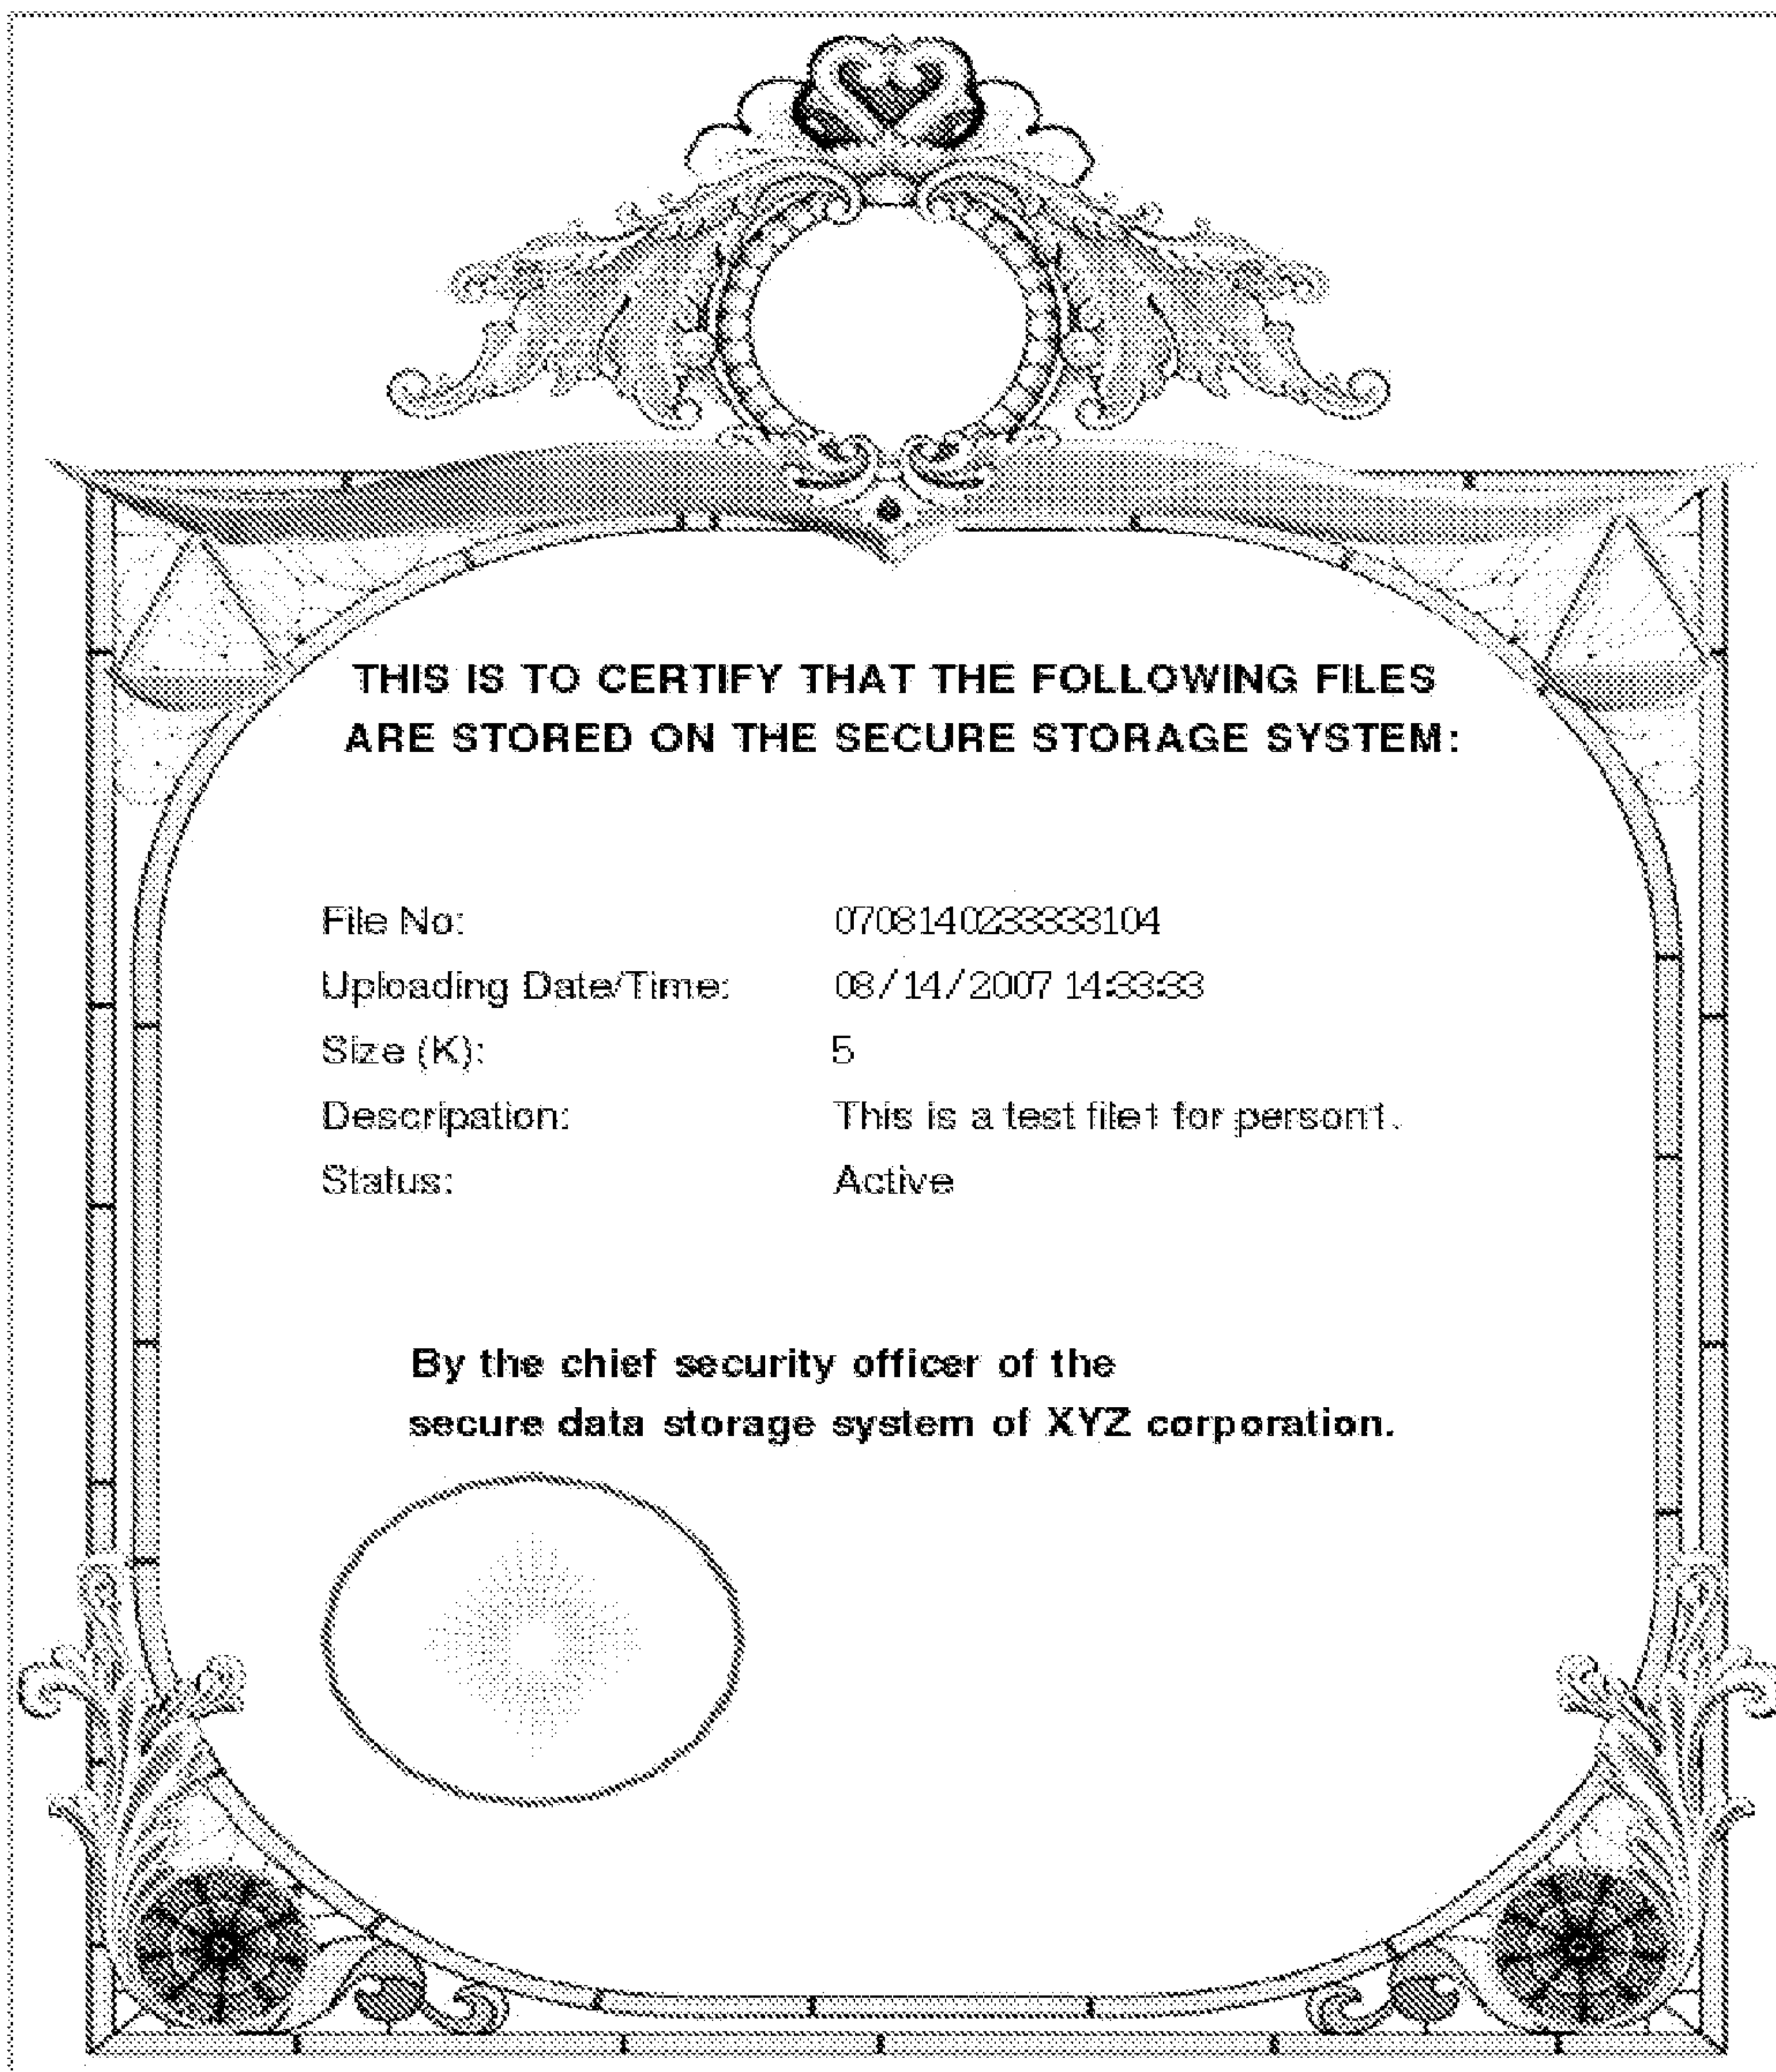 THIS IS TO CERTIFY THAT THE FOLLOWING FILES
ARE STORED ON THE SECURE STORAGE SYSTEM:
File No: 0708140233333104
Uploading Date/Time: 08/14/2007 14:33:33
Size (K): 5
Descripation: This is a test file1 for person1.
Status: Active
By the chief security officer of the
secure data storage system of XYZ corporation.